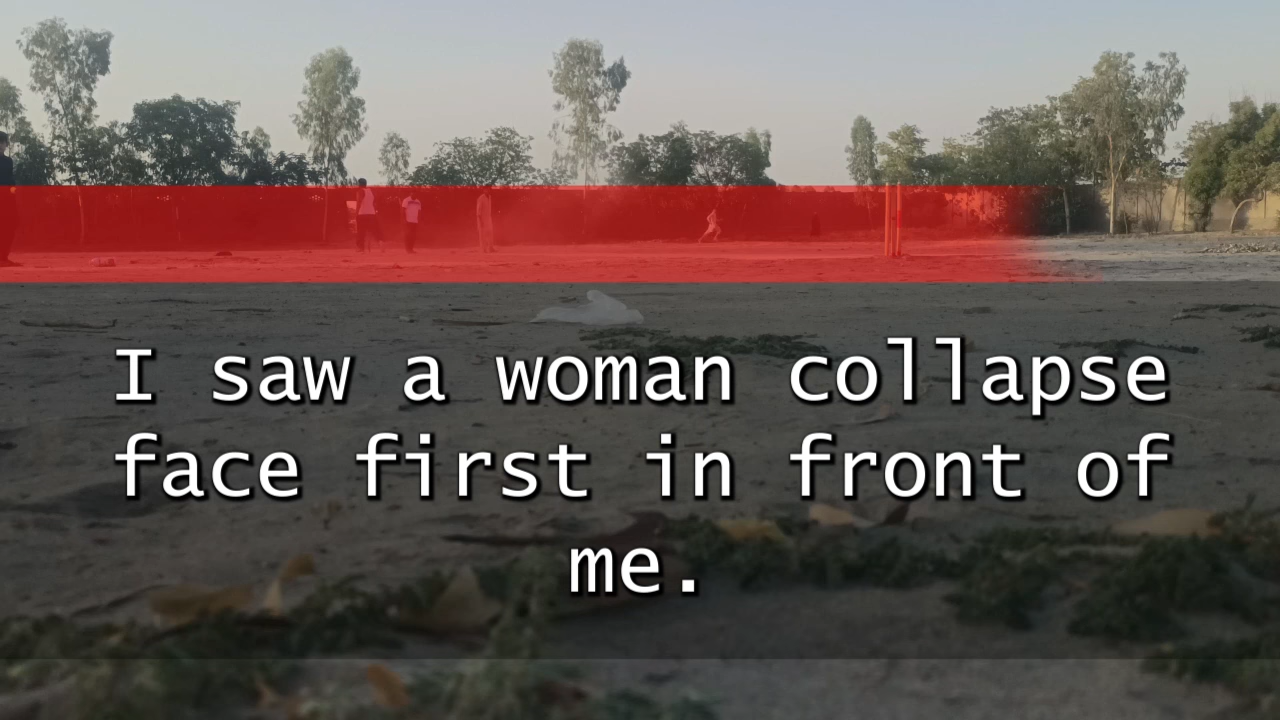 I saw a woman collapse
face first in front of
me.